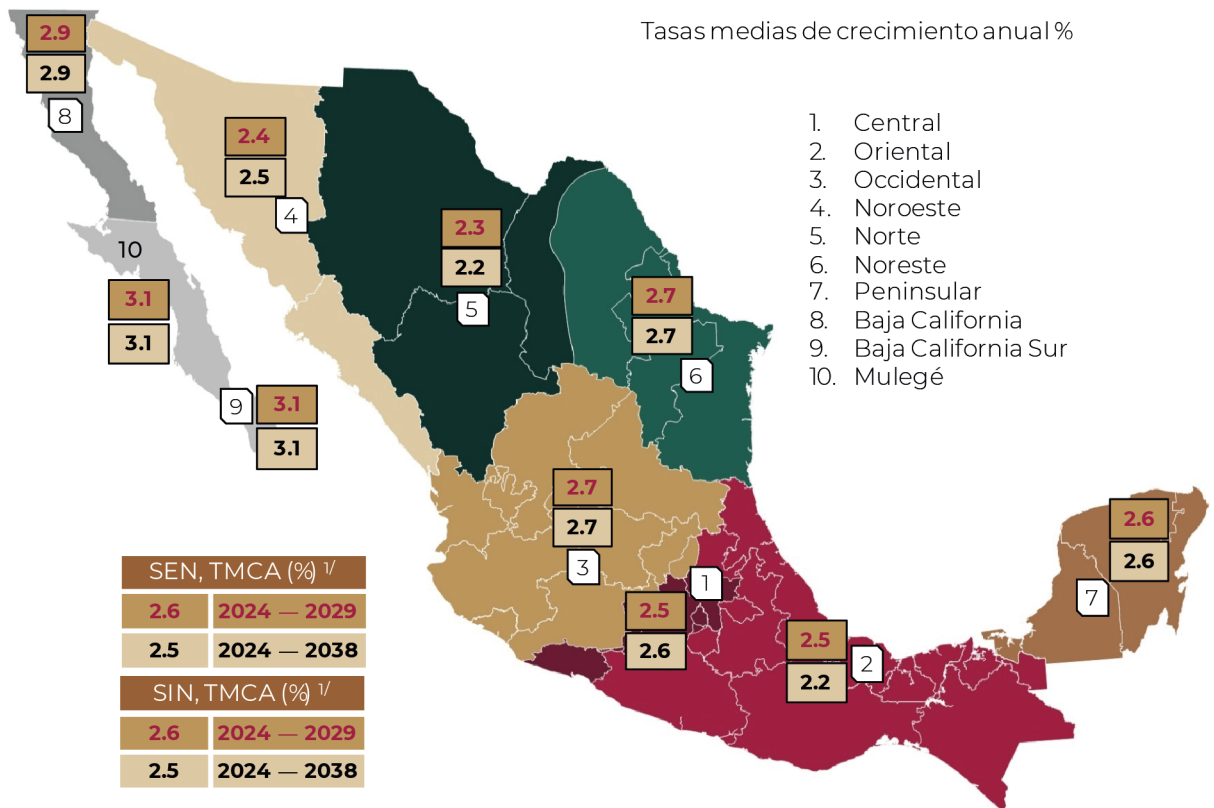 Tasas medias de crecimiento anual %
1. Central
2. Oriental
3. Occidental
4. Noroeste
5. Norte
6. Noreste
7. Peninsular
8. Baja California
9. Baja California Sur
10. Mulegé
2.9
2.9
8
2.4
2.5
4
2.3
2.2
5
10
3.1
3.1
2.7
2.7
6
9
3.1
3.1
2.7
2.7
3
1
2.5
2.6
2.5
2.2
2
2.6
2.6
7
SEN, TMCA (%) 1/
2.6 2024 — 2029
2.5 2024 — 2038
SIN, TMCA (%) 1/
2.6 2024 — 2029
2.5 2024 — 2038